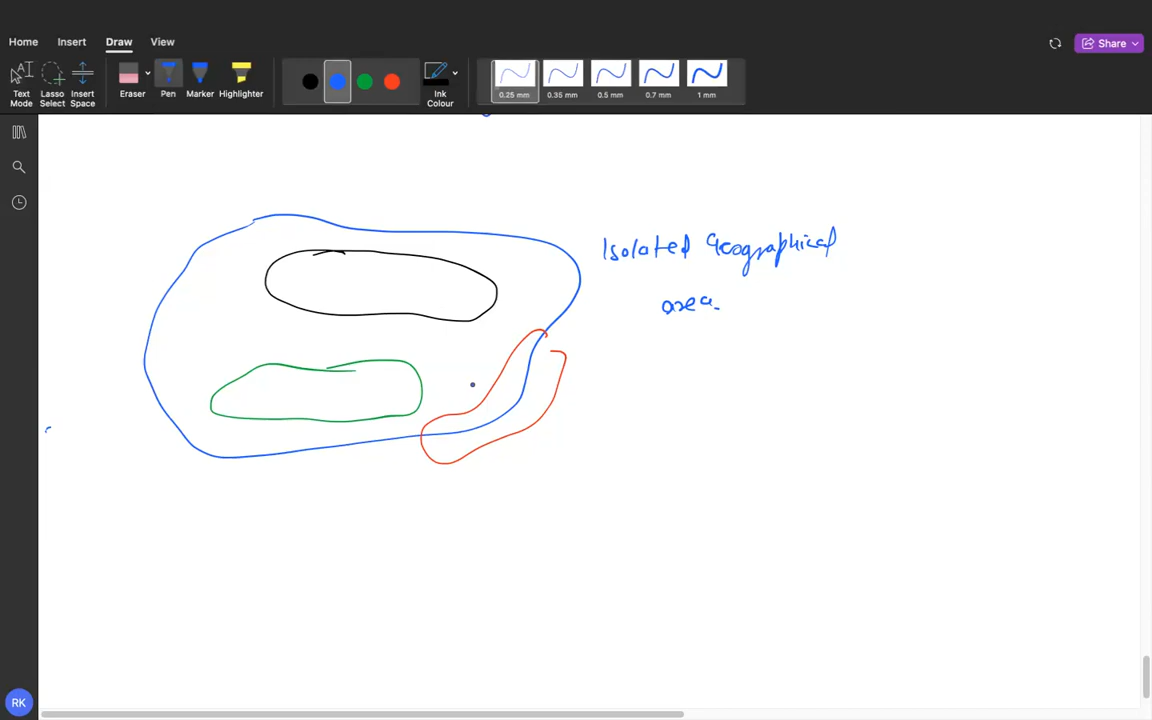 Home Insert Draw View
Share
Text Mode
Lasso Select
Insert Space
Eraser
Pen
Marker
Highlighter
Ink Colour
0.25 mm
0.35 mm
0.5 mm
0.7 mm
1 mm
Isolated Geographical
area.
RK